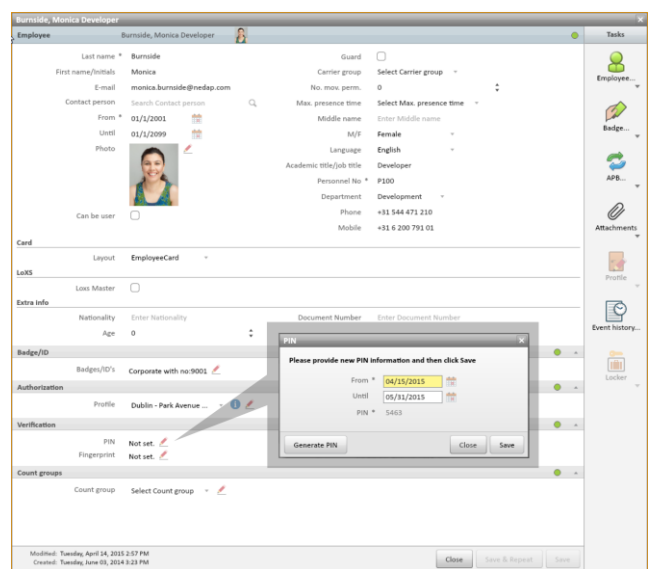 Burnside, Monica Developer
Employee Burnside, Monica Developer
Tasks
Last name * Burnside
First name/Initials Monica
E-mail monica.burnside@nedap.com
Contact person Search Contact person
From * 01/1/2001
Until 01/1/2099
Photo
Can be user
Guard
Carrier group Select Carrier group
No. mov. perm. 0
Max. presence time Select Max. presence time
Middle name Enter Middle name
M/F Female
Language English
Academic title/job title Developer
Personnel No * P100
Department Development
Phone +31 544 471 210
Mobile +31 6 200 791 01
Card
Layout EmployeeCard
LoXS
Loxs Master
Extra info
Nationality Enter Nationality
Document Number Enter Document Number
Age 0
Badge/ID
Badges/ID's Corporate with no:9001
Authorization
Profile Dublin - Park Avenue ...
Verification
PIN Not set.
Fingerprint Not set.
Count groups
Count group Select Count group
PIN
Please provide new PIN information and then click Save
From * 04/15/2015
Until 05/31/2015
PIN * 5463
Generate PIN Close Save
Modified: Tuesday, April 14, 2015 2:57 PM
Created: Tuesday, June 03, 2014 3:23 PM
Close Save & Repeat Save
Employee...
Badge...
APB...
Attachments
Profile
Event history...
Locker